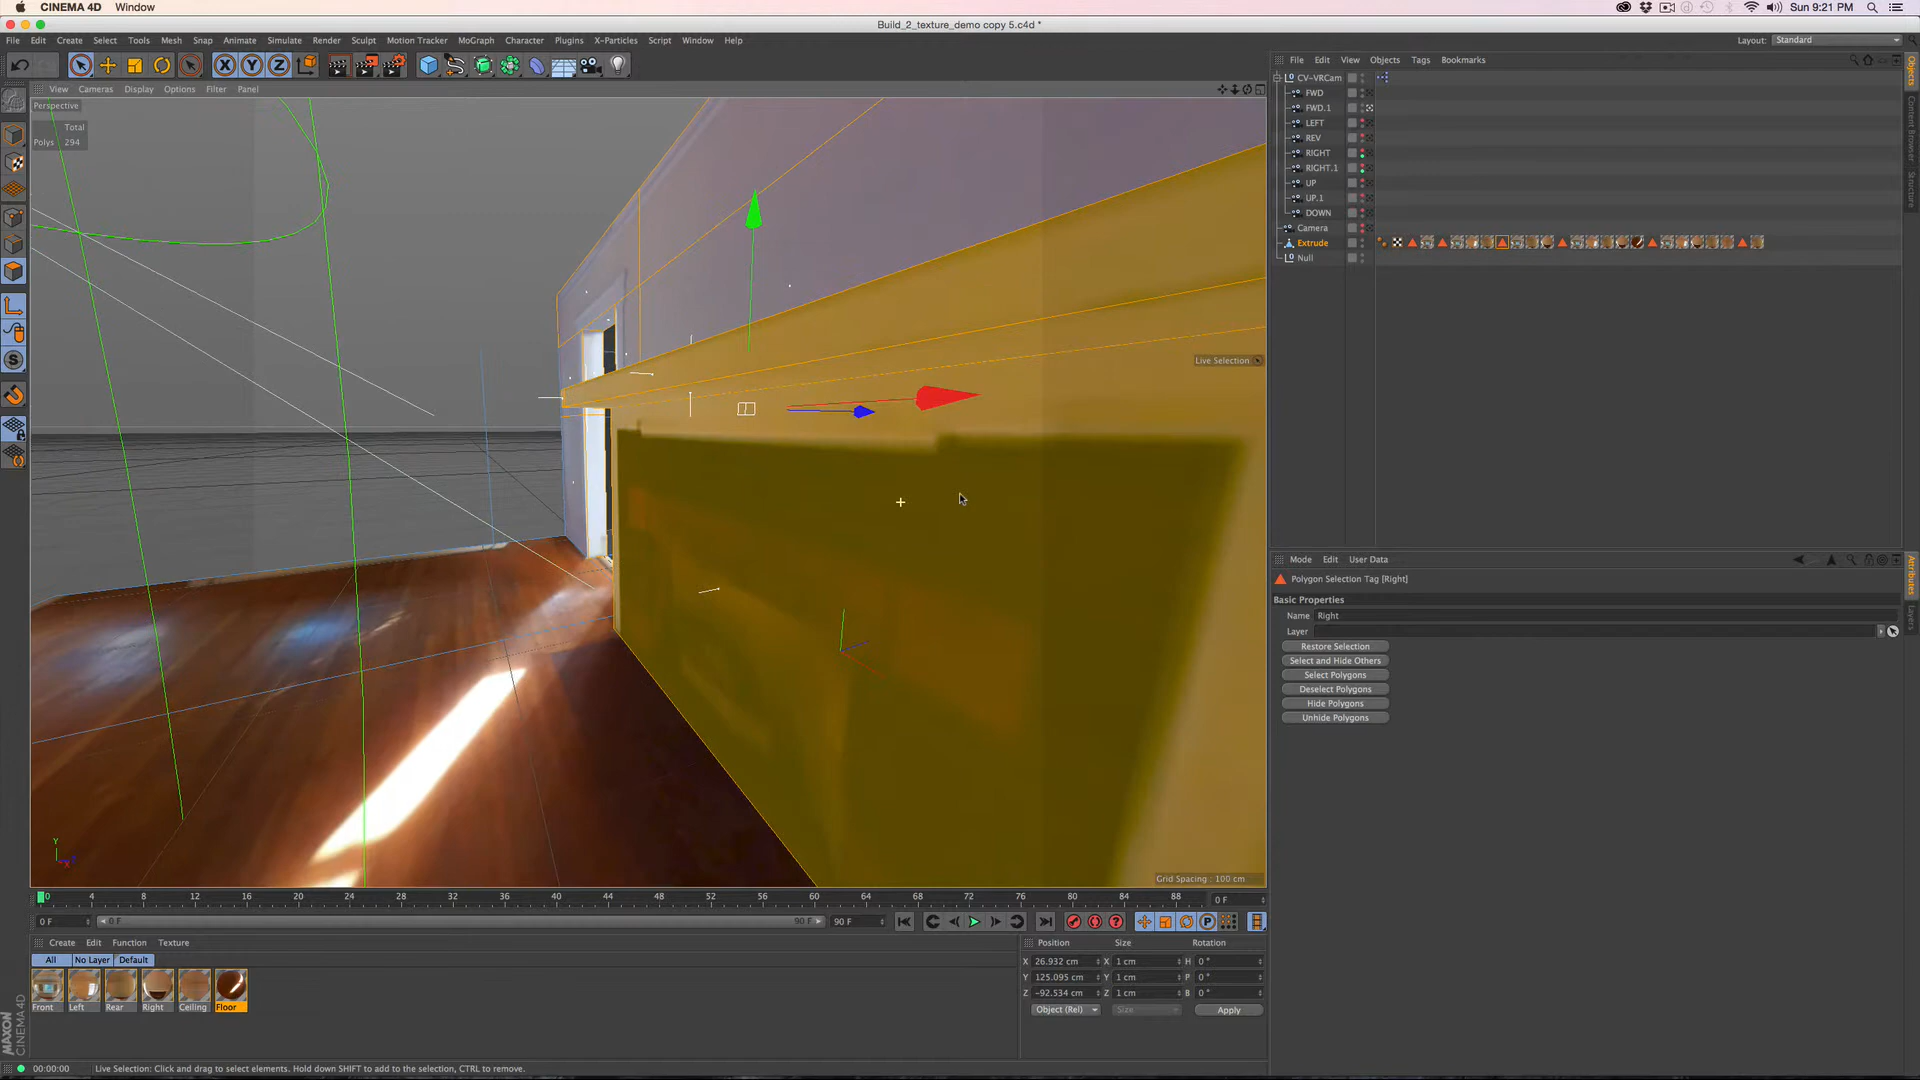 CINEMA 4D Window
Sun 9:21 PM
Build_2_texture_demo copy 5.c4d *
File Edit Create Select Tools Mesh Snap Animate Simulate Render Sculpt Motion Tracker MoGraph Character Plugins X-Particles Script Window Help
Layout: Standard
X Y Z
File Edit View Objects Tags Bookmarks
View Cameras Display Options Filter Panel
Perspective
Total
Polys 294
CV-VRCam
FWD
FWD.1
LEFT
REV
RIGHT
RIGHT.1
UP
UP.1
DOWN
Camera
Extrude
Null
Objects
Content Browser
Structure
Live Selection
Mode Edit User Data
Polygon Selection Tag [Right]
Basic Properties
Name Right
Layer
Restore Selection
Select and Hide Others
Select Polygons
Deselect Polygons
Hide Polygons
Unhide Polygons
Attributes
Layers
Y
Grid Spacing : 100 cm
0 4 8 12 16 20 24 28 32 36 40 44 48 52 56 60 64 68 72 76 80 84 88
0 F
0 F 0 F 90 F 90 F
Create Edit Function Texture
All No Layer Default
Front Left Rear Right Ceiling Floor
Position Size Rotation
X 26.932 cm X 1 cm H 0 °
Y 125.095 cm Y 1 cm P 0 °
Z -92.534 cm Z 1 cm B 0 °
Object (Rel) Size Apply
MAXON
CINEMA 4D
00:00:00 Live Selection: Click and drag to select elements. Hold down SHIFT to add to the selection, CTRL to remove.